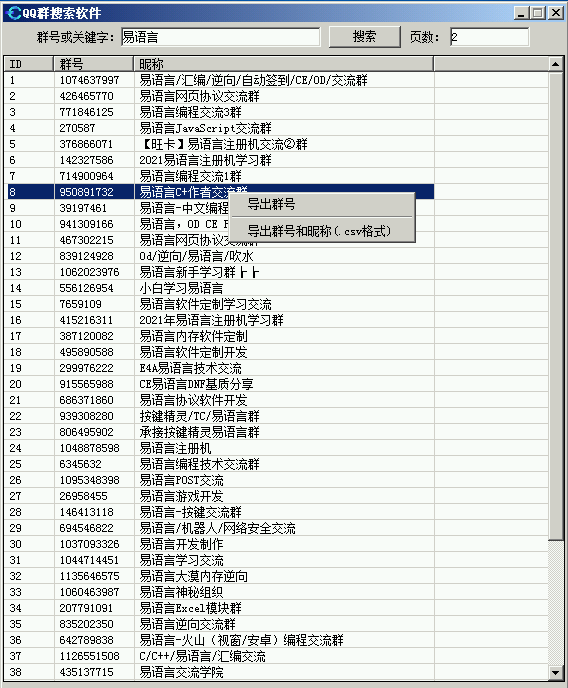 QQ群搜索软件
群号或关键字: 易语言 搜索 页数: 2
ID 群号 昵称
1 1074637997 易语言/汇编/逆向/自动签到/CE/OD/交流群
2 426465770 易语言网页协议交流群
3 771846125 易语言编程交流3群
4 270587 易语言JavaScript交流群
5 376866071 【旺卡】易语言注册机交流②群
6 142327586 2021易语言注册机学习群
7 714900964 易语言编程交流1群
8 950891732 易语言C+作者交流群
导出群号
9 39197461 易语言-中文编程
10 941309166 易语言，OD CE
导出群号和昵称(.csv格式)
11 467302215 易语言网页协议交流群
12 839124928 Od/逆向/易语言/吹水
13 1062023976 易语言新手学习群┣┣
14 556126954 小白学习易语言
15 7659109 易语言软件定制学习交流
16 415216311 2021年易语言注册机学习群
17 387120082 易语言内存软件定制
18 495890588 易语言软件定制开发
19 299976222 E4A易语言技术交流
20 915565988 CE易语言DNF基质分享
21 686371860 易语言协议软件开发
22 939308280 按键精灵/TC/易语言群
23 806495902 承接按键精灵易语言群
24 1048878598 易语言注册机
25 6345632 易语言编程技术交流群
26 1095348398 易语言POST交流
27 26958455 易语言游戏开发
28 146413118 易语言-按键交流群
29 694546822 易语言/机器人/网络安全交流
30 1037093326 易语言开发制作
31 1044714451 易语言学习交流
32 1135646575 易语言大漠内存逆向
33 1060463987 易语言神秘组织
34 207791091 易语言Excel模块群
35 835202350 易语言逆向交流群
36 642789838 易语言-火山（视窗/安卓）编程交流群
37 1126551508 C/C++/易语言/汇编交流
38 435137715 易语言交流学院